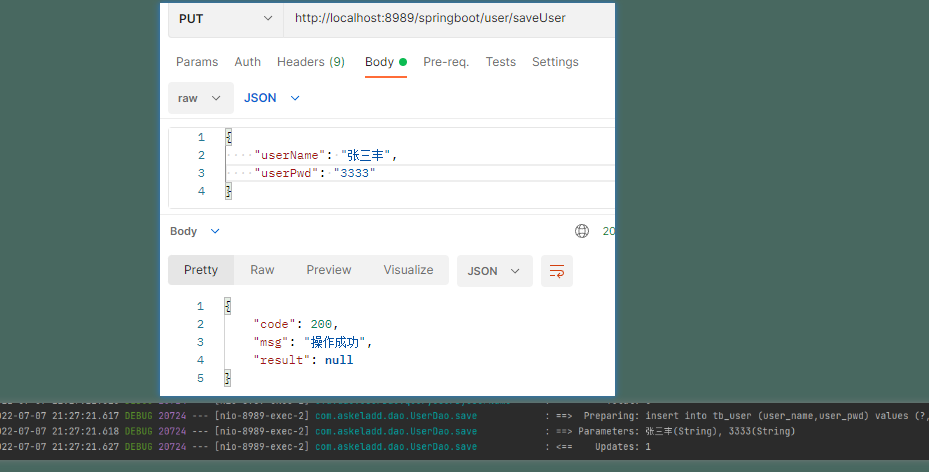 PUT http://localhost:8989/springboot/user/saveUser
Params Auth Headers (9) Body Pre-req. Tests Settings
raw JSON
1 {
2 "userName": "张三丰",
3 "userPwd": "3333"
4 }
Body 20
Pretty Raw Preview Visualize JSON
1 {
2 "code": 200,
3 "msg": "操作成功",
4 "result": null
5 }
022-07-07 21:27:21.617 DEBUG 20724 --- [nio-8989-exec-2] com.askeladd.dao.UserDao.save : ==> Preparing: insert into tb_user (user_name,user_pwd) values (?,
022-07-07 21:27:21.618 DEBUG 20724 --- [nio-8989-exec-2] com.askeladd.dao.UserDao.save : ==> Parameters: 张三丰(String), 3333(String)
022-07-07 21:27:21.627 DEBUG 20724 --- [nio-8989-exec-2] com.askeladd.dao.UserDao.save : <== Updates: 1